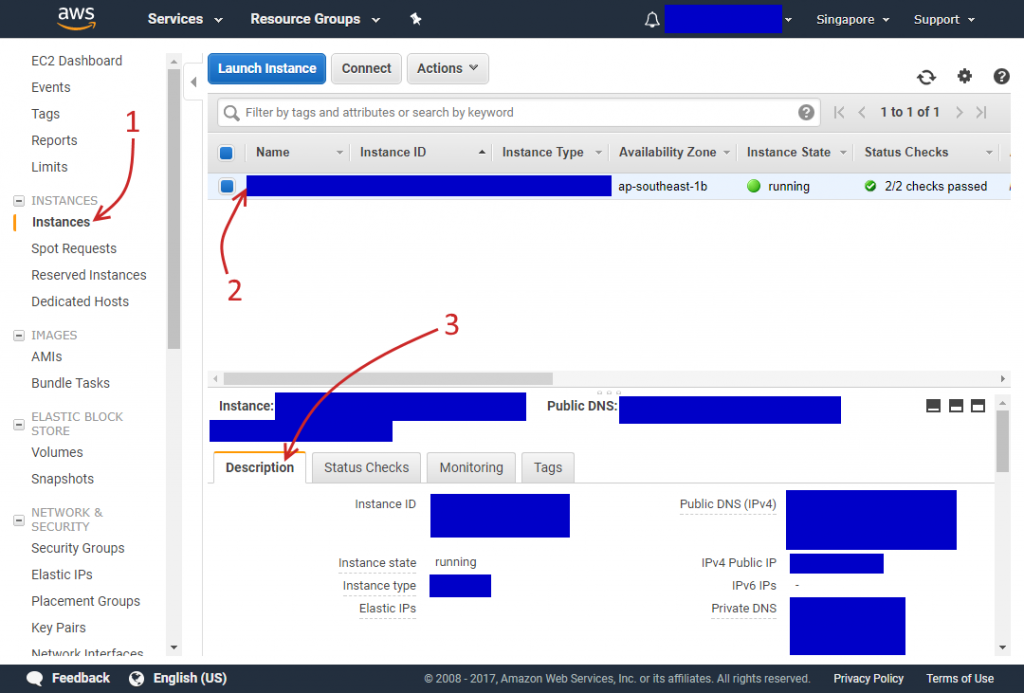 aws Services Resource Groups Singapore Support
EC2 Dashboard
Events
Tags
Reports
Limits
INSTANCES
Instances
Spot Requests
Reserved Instances
Dedicated Hosts
IMAGES
AMIs
Bundle Tasks
ELASTIC BLOCK
STORE
Volumes
Snapshots
NETWORK &
SECURITY
Security Groups
Elastic IPs
Placement Groups
Key Pairs
Network Interfaces
1
Launch Instance Connect Actions
Filter by tags and attributes or search by keyword ? 1 to 1 of 1
Name Instance ID Instance Type Availability Zone Instance State Status Checks
ap-southeast-1b running 2/2 checks passed
2
3
Instance: Public DNS:
Description Status Checks Monitoring Tags
Instance ID Public DNS (IPv4)
Instance state running IPv4 Public IP
Instance type IPv6 IPs -
Elastic IPs Private DNS
Feedback English (US) © 2008 - 2017, Amazon Web Services, Inc. or its affiliates. All rights reserved. Privacy Policy Terms of Use